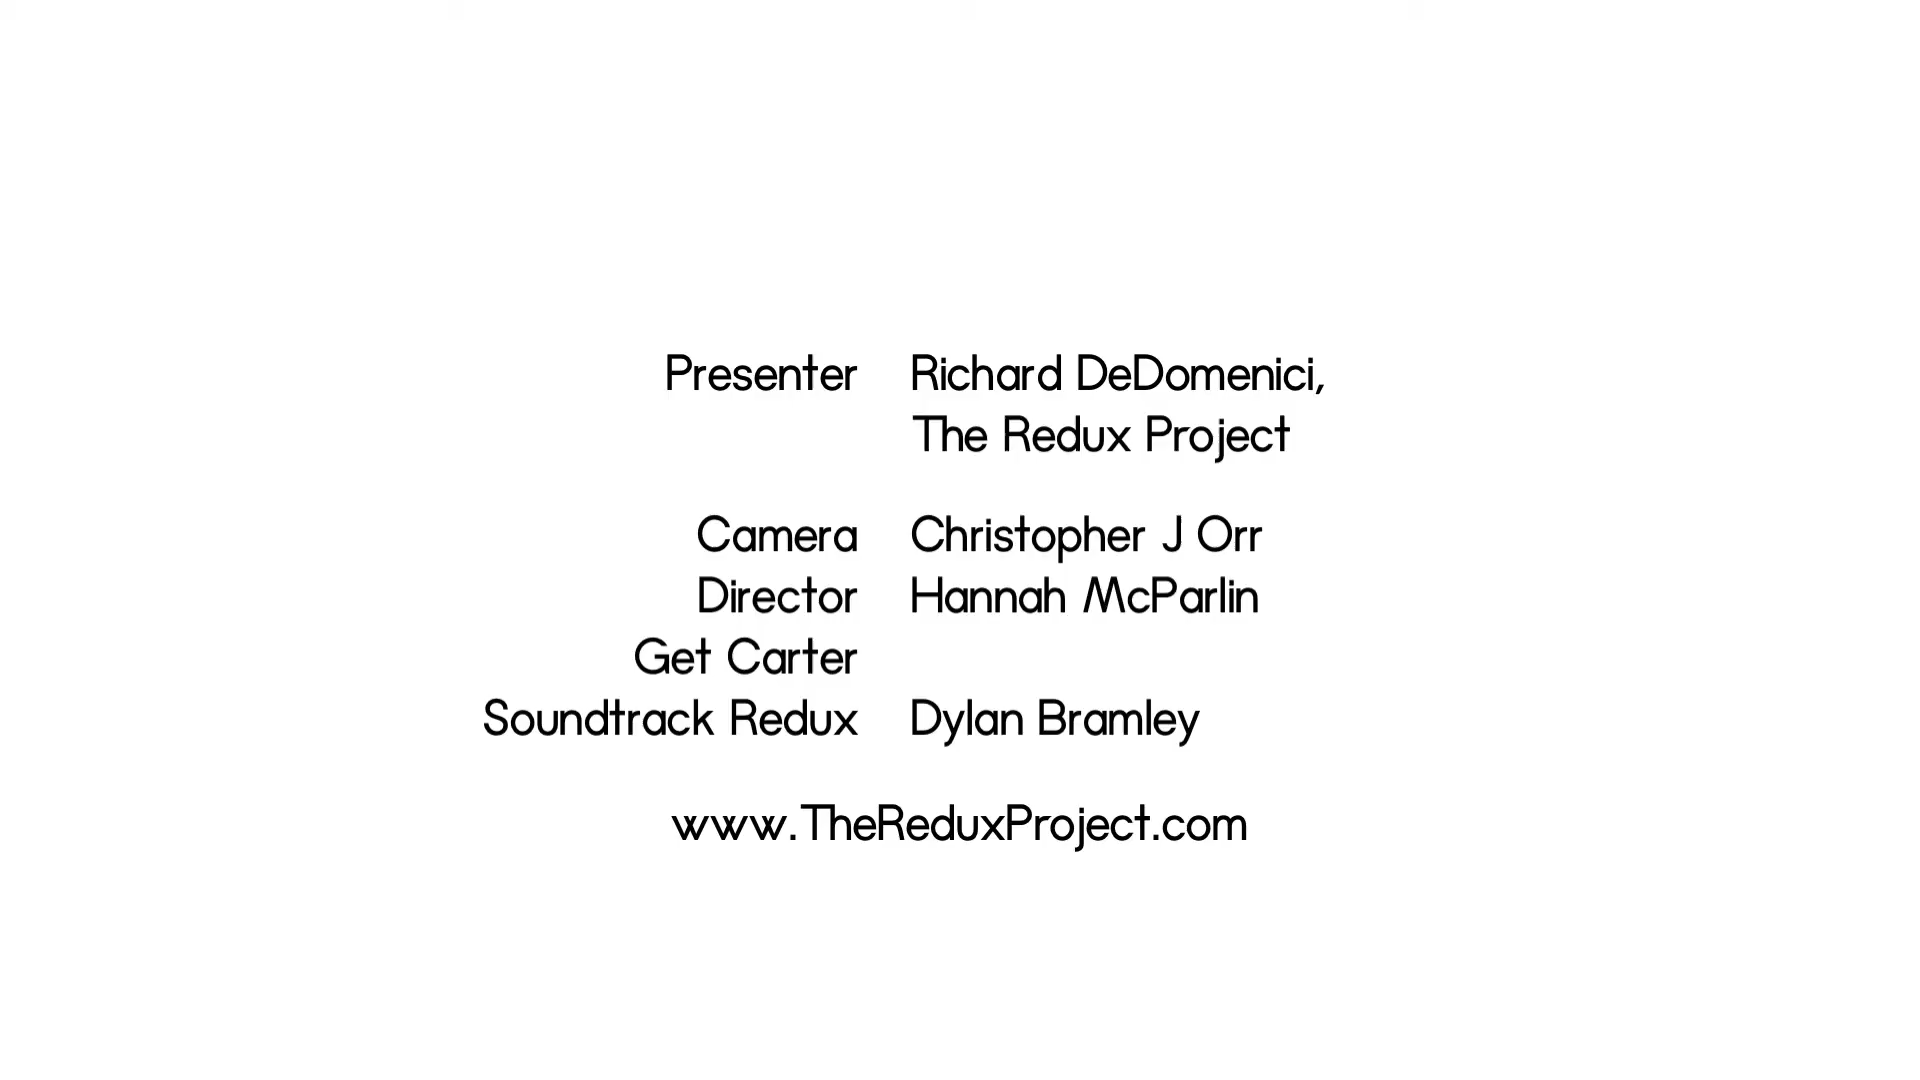 Presenter Richard DeDomenici,
The Redux Project
Camera Christopher J Orr
Director Hannah McParlin
Get Carter
Soundtrack Redux Dylan Bramley
www.TheReduxProject.com